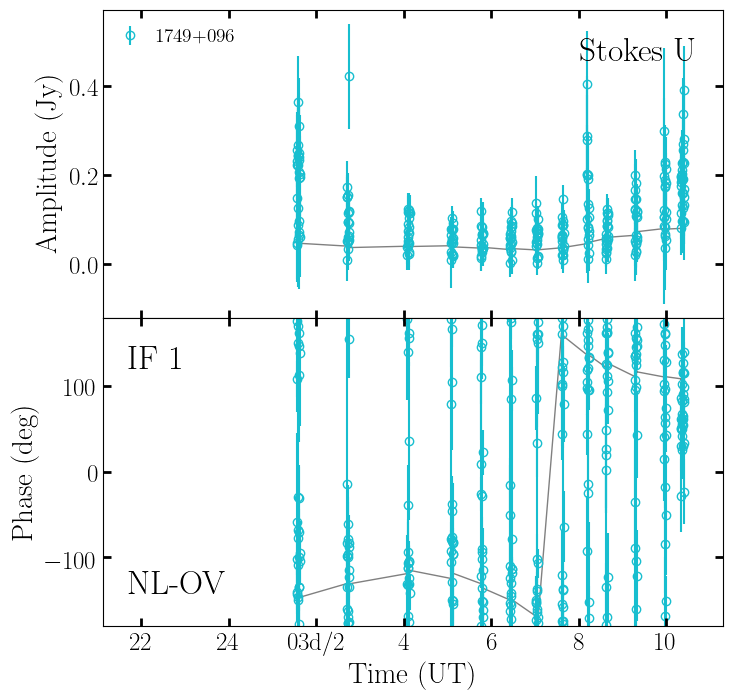 1749+096
Stokes U
Amplitude (Jy)
0.4
0.2
0.0
IF 1
Phase (deg)
100
0
−100
NL-OV
22 24 03d/2 4 6 8 10
Time (UT)